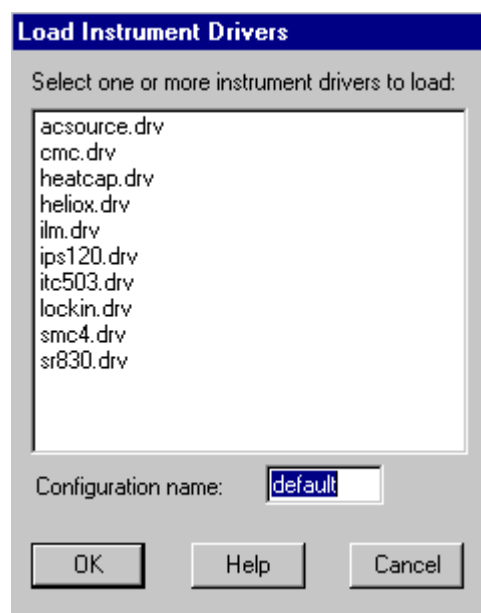 Load Instrument Drivers
Select one or more instrument drivers to load:
acsource.drv
cmc.drv
heatcap.drv
heliox.drv
ilm.drv
ips120.drv
itc503.drv
lockin.drv
smc4.drv
sr830.drv
Configuration name: default
OK Help Cancel